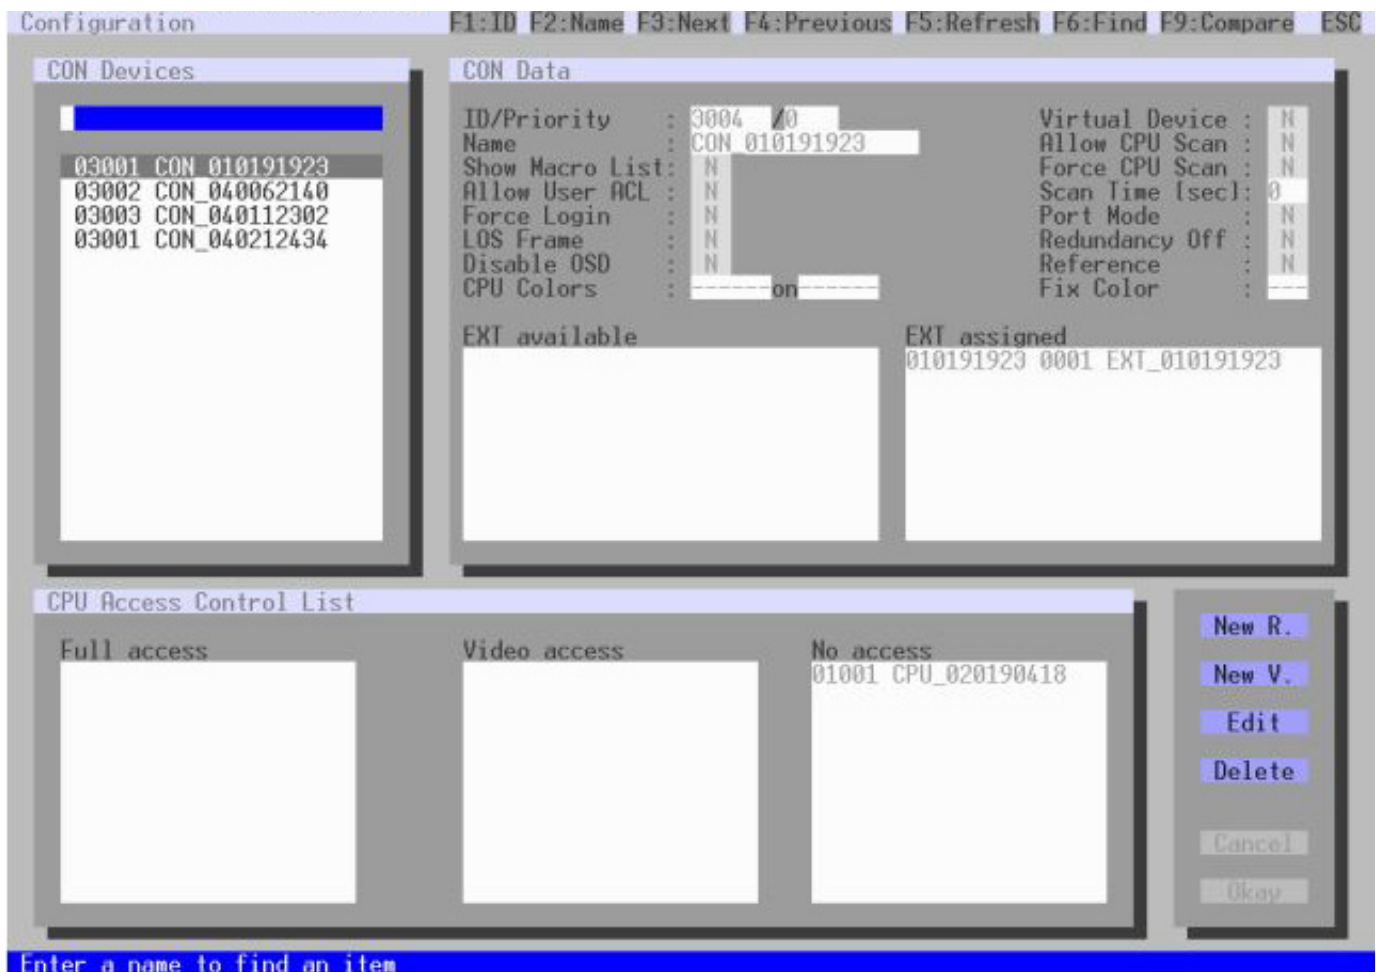 Configuration F1:ID F2:Name F3:Next F4:Previous F5:Refresh F6:Find F9:Compare ESC
CON Devices
03001 CON_010191923
03002 CON_040062140
03003 CON_040112302
03001 CON_040212434
CON Data
ID/Priority : 3004 /0
Name : CON_010191923
Show Macro List: N
Allow User ACL : N
Force Login : N
LOS Frame : N
Disable OSD : N
CPU Colors : ------on------
Virtual Device : N
Allow CPU Scan : N
Force CPU Scan : N
Scan Time [sec]: 0
Port Mode : N
Redundancy Off : N
Reference : N
Fix Color : ---
EXT available
EXT assigned
010191923 0001 EXT_010191923
CPU Access Control List
Full access
Video access
No access
01001 CPU_020190418
New R.
New V.
Edit
Delete
Cancel
Okay
Enter a name to find an item